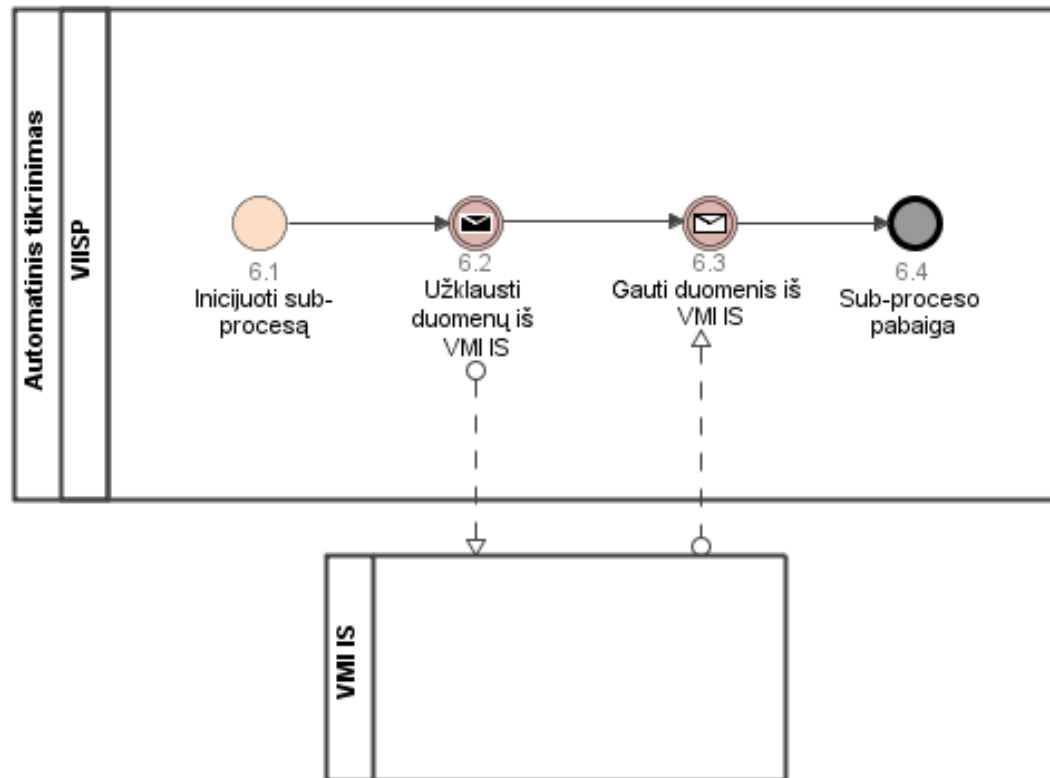 Automatinis tikrinimas
VIISP
6.1
Inicijuoti sub-
procesą
6.2
Užklausti
duomenų iš
VMI IS
6.3
Gauti duomenis iš
VMI IS
6.4
Sub-proceso
pabaiga
VMI IS